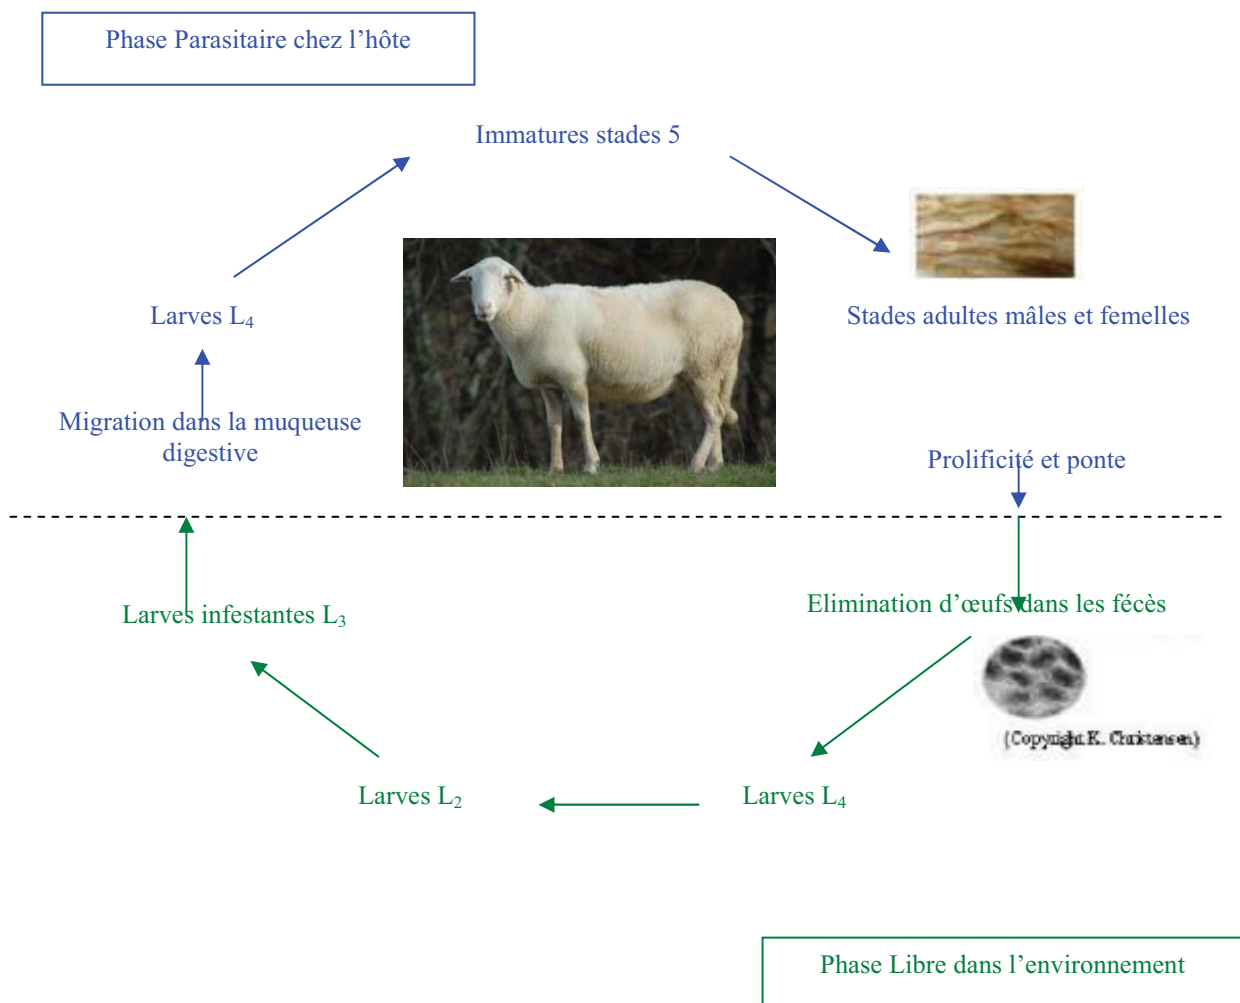 Phase Parasitaire chez l’hôte
Immatures stades 5
Larves L₄
Stades adultes mâles et femelles
Migration dans la muqueuse
digestive
Prolificité et ponte
Larves infestantes L₃
Elimination d’œufs dans les fécès
(Copyright K. Christensen)
Larves L₂
Larves L₄
Phase Libre dans l’environnement